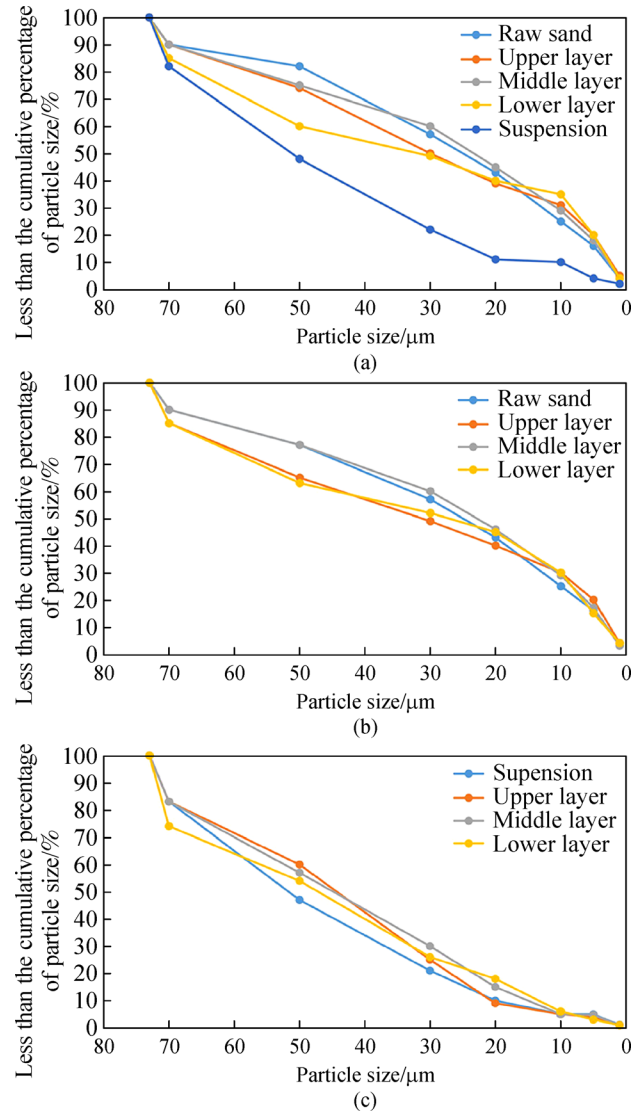 Less than the cumulative percentage
of particle size/%
100
90
80
70
60
50
40
30
20
10
0
Raw sand
Upper layer
Middle layer
Lower layer
Suspension
80 70 60 50 40 30 20 10 0
Particle size/μm
(a)
Less than the cumulative percentage
of particle size/%
100
90
80
70
60
50
40
30
20
10
0
Raw sand
Upper layer
Middle layer
Lower layer
80 70 60 50 40 30 20 10 0
Particle size/μm
(b)
Less than the cumulative percentage
of particle size/%
100
90
80
70
60
50
40
30
20
10
0
Supension
Upper layer
Middle layer
Lower layer
80 70 60 50 40 30 20 10 0
Particle size/μm
(c)